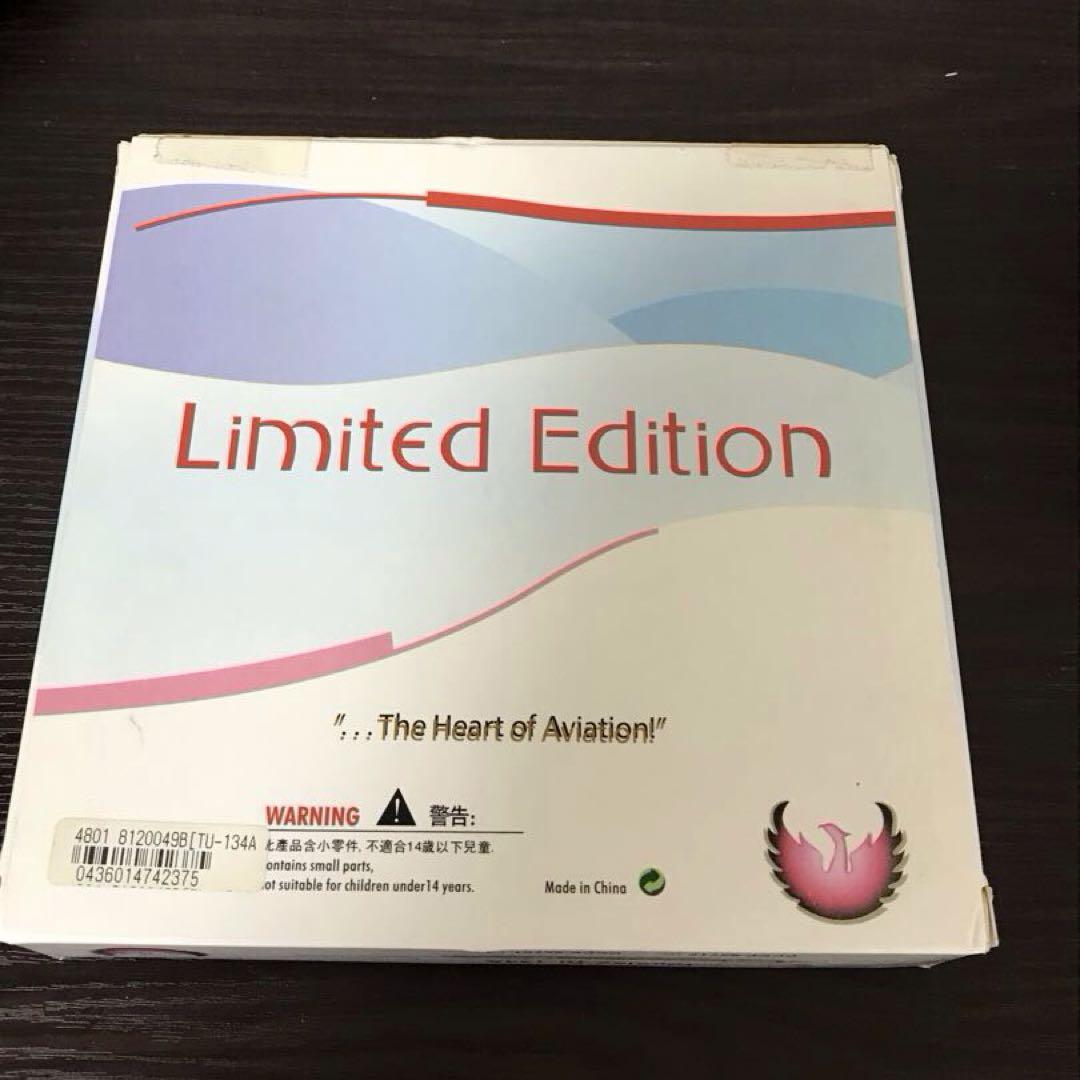 Limited Edition
"...The Heart of Aviation!"
WARNING 警告:
4801 8120049B[TU-134A
0436014742375
此產品含小零件, 不適合14歲以下兒童.
ontains small parts,
ot suitable for children under14 years.
Made in China